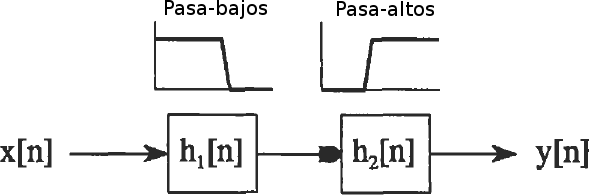 Pasa-bajos Pasa-altos
x[n] h₁[n] h₂[n] y[n]